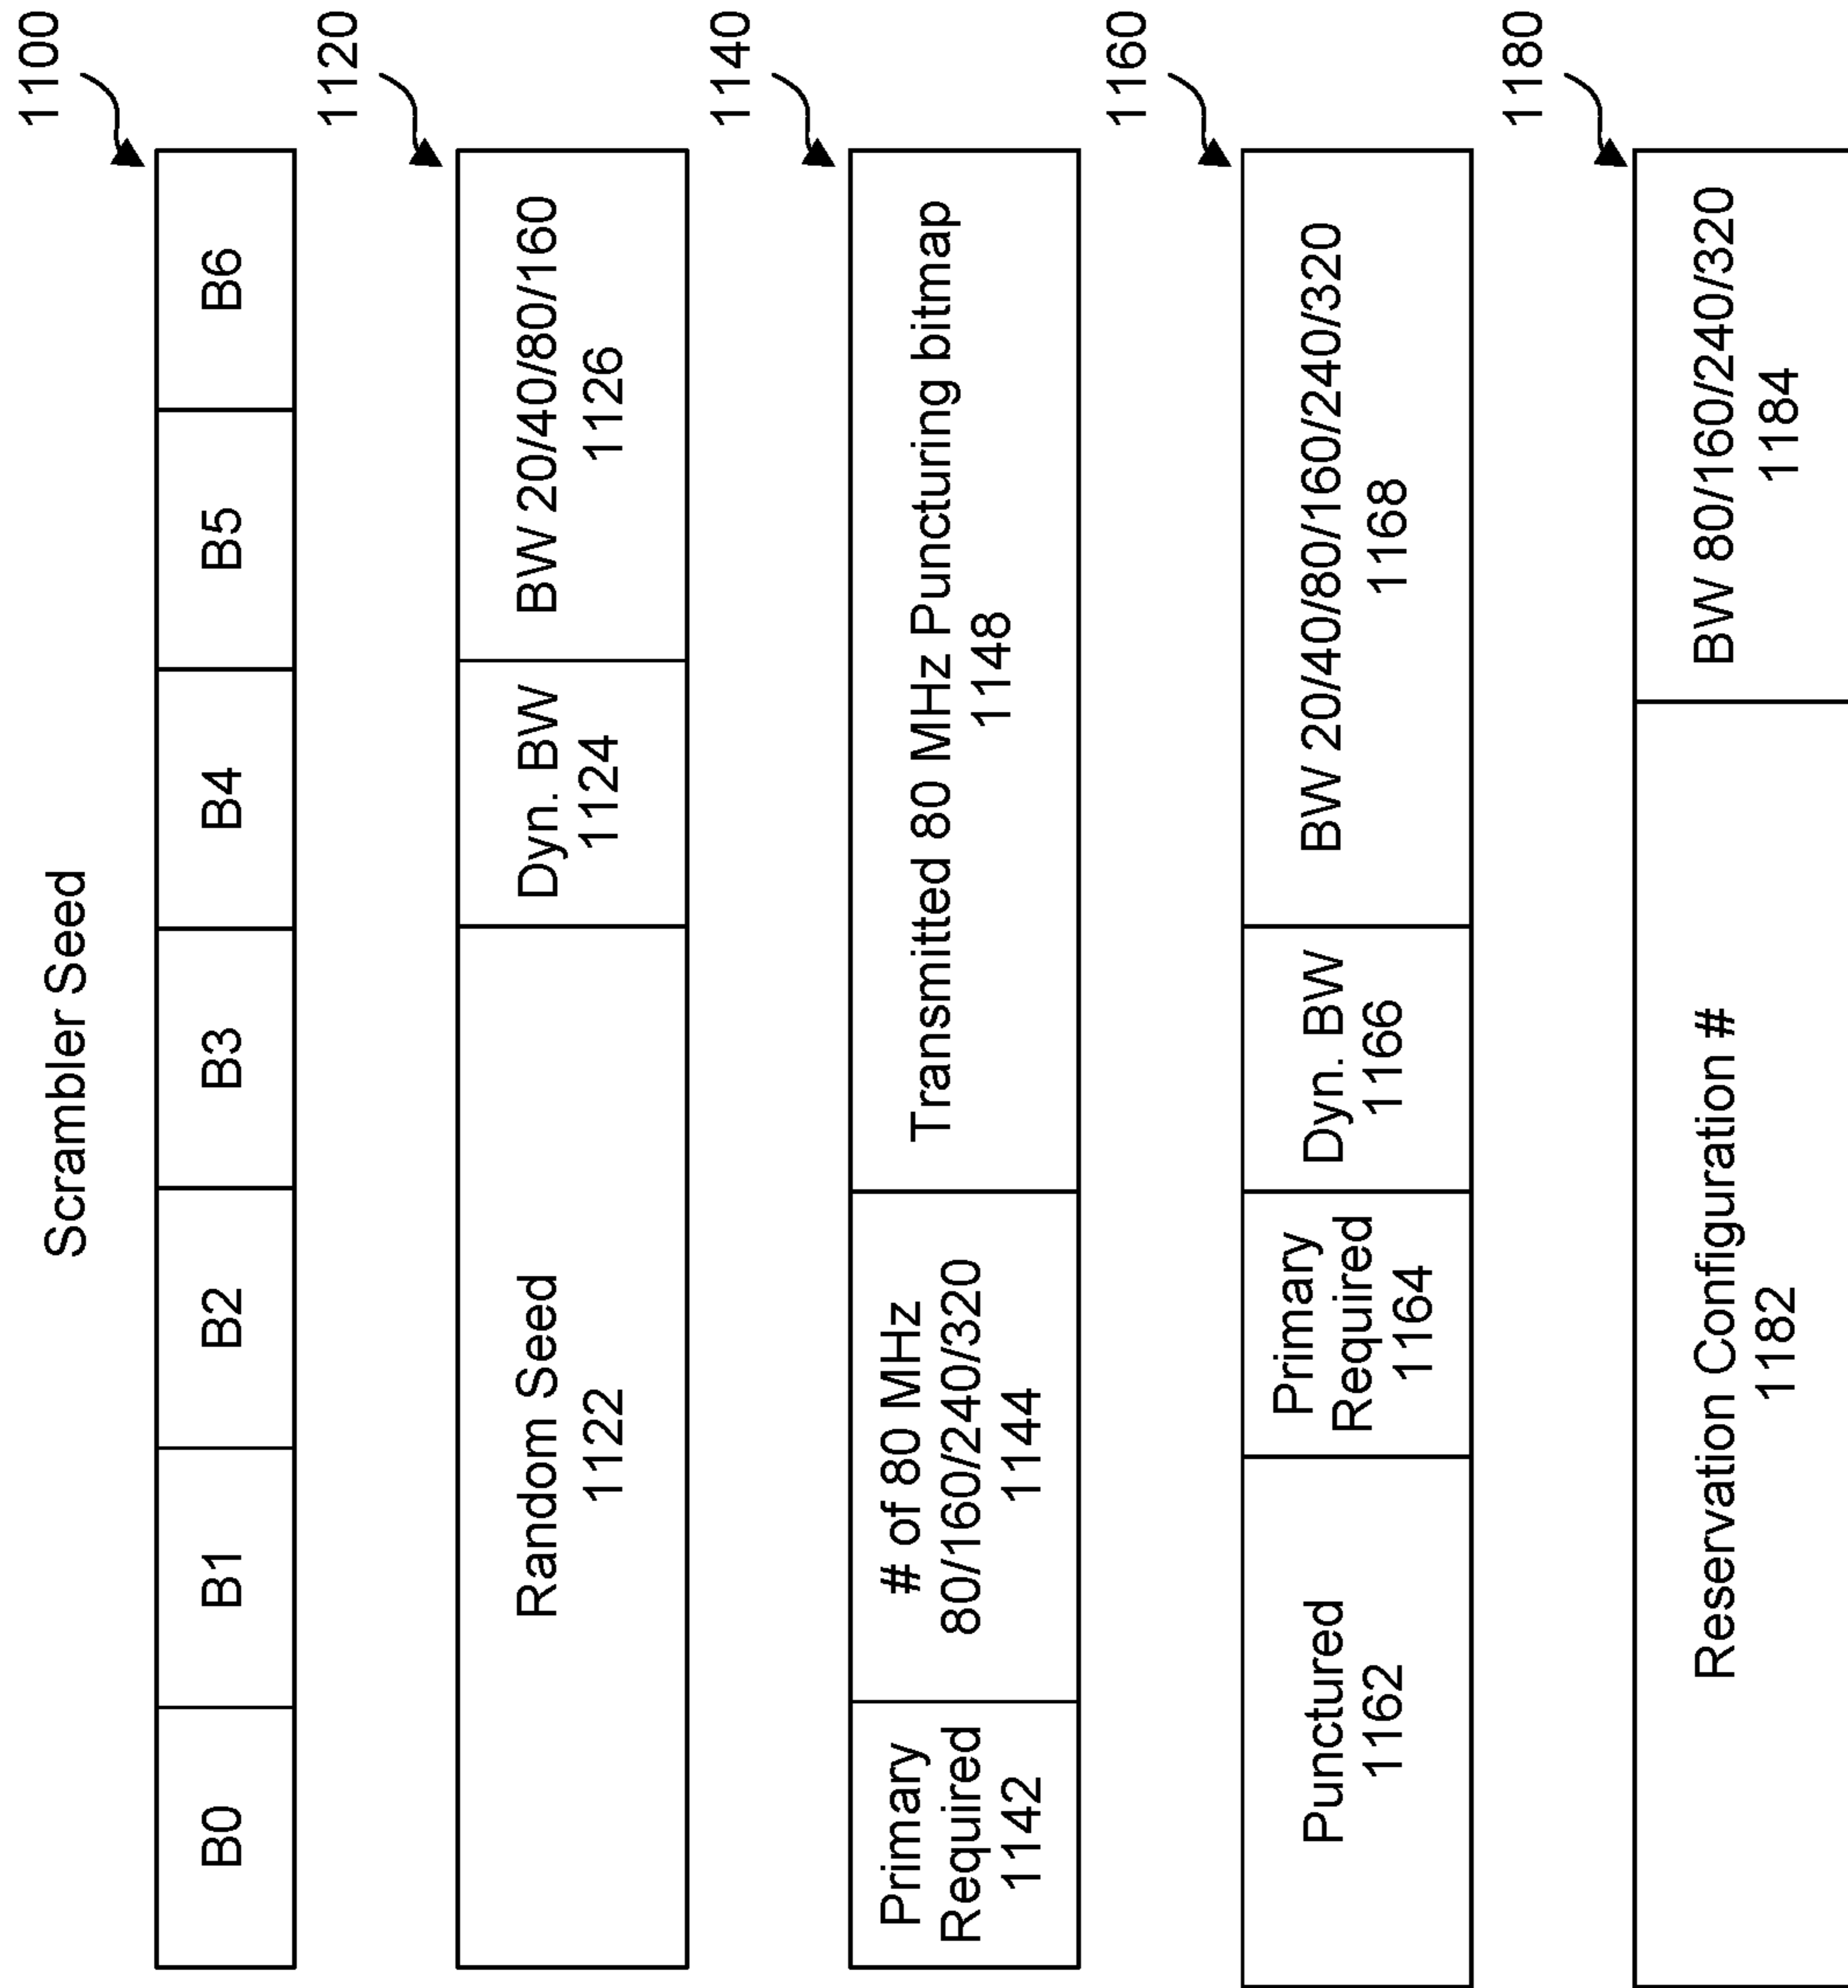 Scrambler Seed
1100
B0
B1
B2
B3
B4
B5
B6
1120
Random Seed
1122
Dyn. BW
1124
BW 20/40/80/160
1126
1140
Primary
Required
1142
# of 80 MHz
80/160/240/320
1144
Transmitted 80 MHz Puncturing bitmap
1148
1160
Punctured
1162
Primary
Required
1164
Dyn. BW
1166
BW 20/40/80/160/240/320
1168
1180
Reservation Configuration #
1182
BW 80/160/240/320
1184